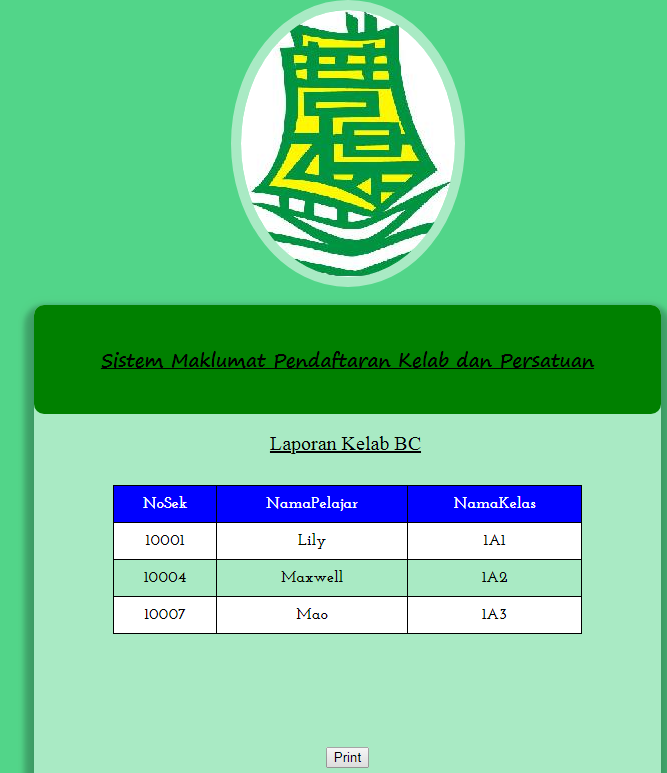 Sistem Maklumat Pendaftaran Kelab dan Persatuan
Laporan Kelab BC
NoSek NamaPelajar NamaKelas
10001 Lily 1A1
10004 Maxwell 1A2
10007 Mao 1A3
Print